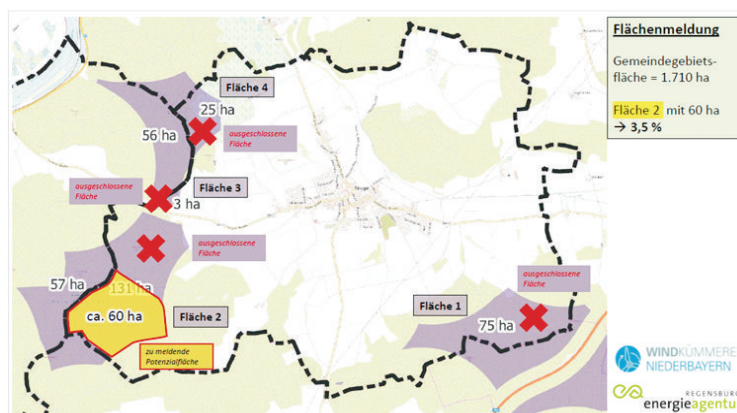 Flächenmeldung
Gemeindegebiets-
fläche = 1.710 ha
Fläche 2 mit 60 ha
→ 3,5 %
Fläche 4
25 ha
56 ha
ausgeschlossene
Fläche
ausgeschlossene
Fläche
Fläche 3
3 ha
ausgeschlossene
Fläche
57 ha
131 ha
ca. 60 ha
Fläche 2
zu meldende
Potenzialfläche
ausgeschlossene
Fläche
Fläche 1
75 ha
WINDKÜMMERE
NIEDERBAYERN
REGENSBURG
energieagentu